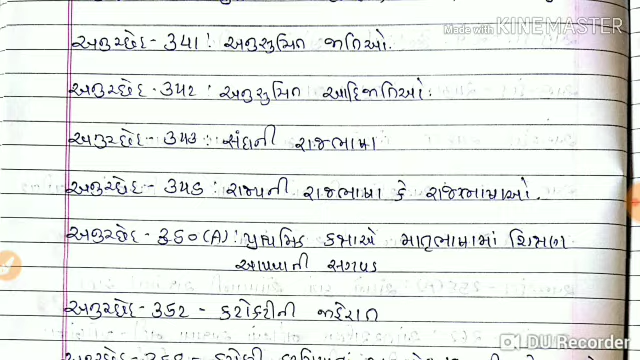 Made with KINEMASTER
અનુચ્છેદ - 341 : અનુસુચિત જાતિઓ.
અનુચ્છેદ - 342 : અનુસુચિત આદિજાતિઓ.
અનુચ્છેદ - 343 : સંઘની રાજભાષા
અનુચ્છેદ - 345 : રાજ્યની રાજભાષા કે રાજભાષાઓ.
અનુચ્છેદ - 350 (A) : પ્રાથમિક કક્ષાએ માતૃભાષામાં શિક્ષણ
આપવાની સગવડ
અનુચ્છેદ - 352 - કટોકટીની જાહેરાત
DU Recorder